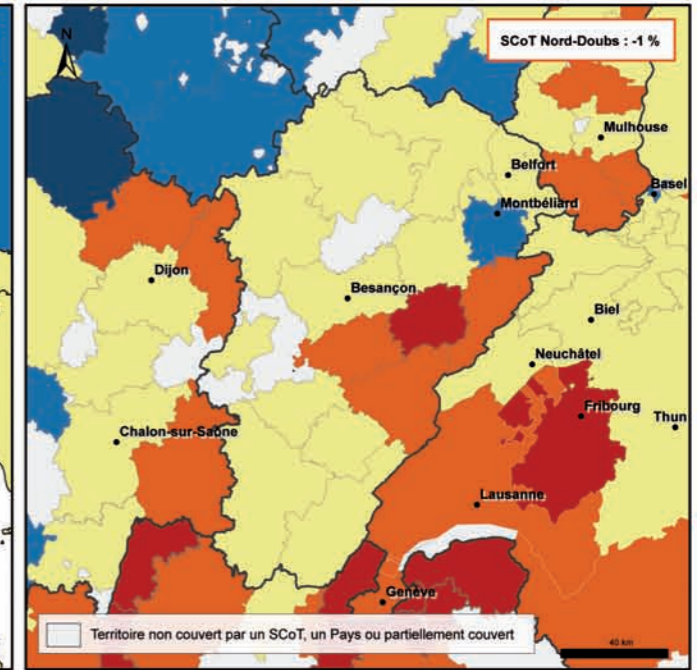 N
SCoT Nord-Doubs : -1 %
Mulhouse
Belfort
Basel
Montbéliard
Dijon
Besançon
Biel
Neuchâtel
Fribourg
Thun
Chalon-sur-Saône
Lausanne
Genève
Territoire non couvert par un SCoT, un Pays ou partiellement couvert
40 km